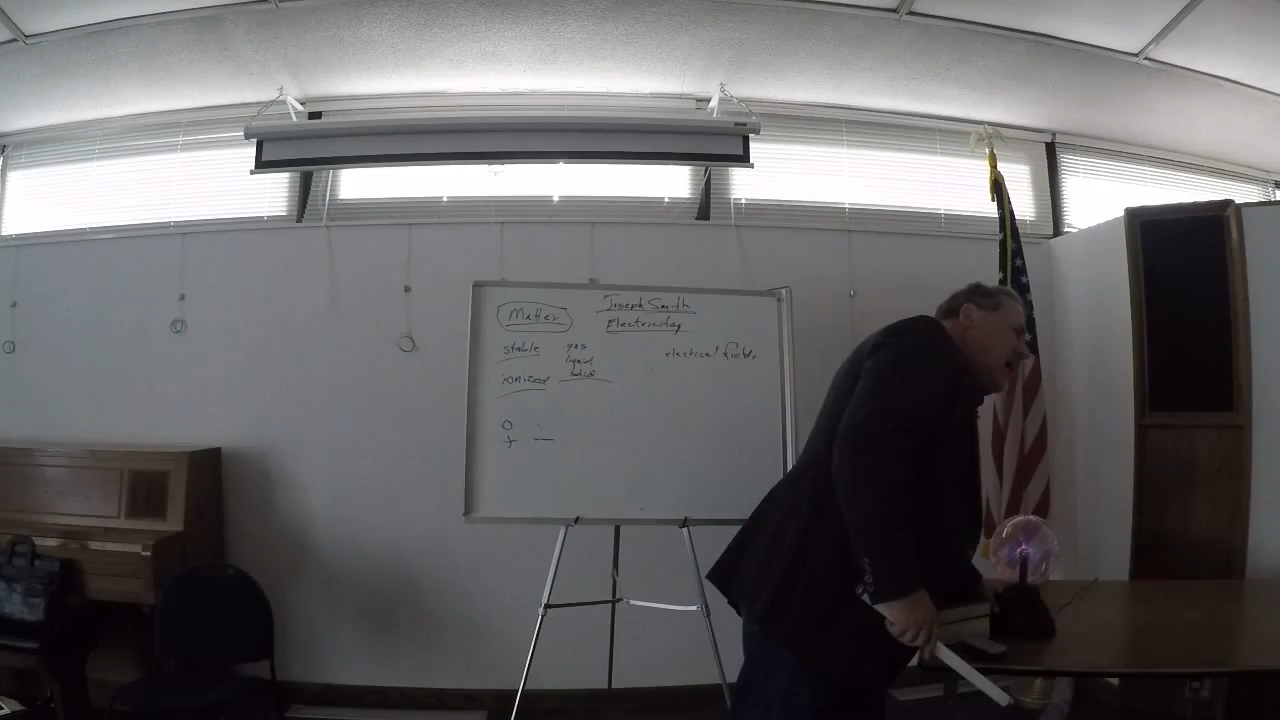 Matter
Joseph Smith
Electricity
stable gas
liquid
solid
ionized
electrical fields
O
+ —